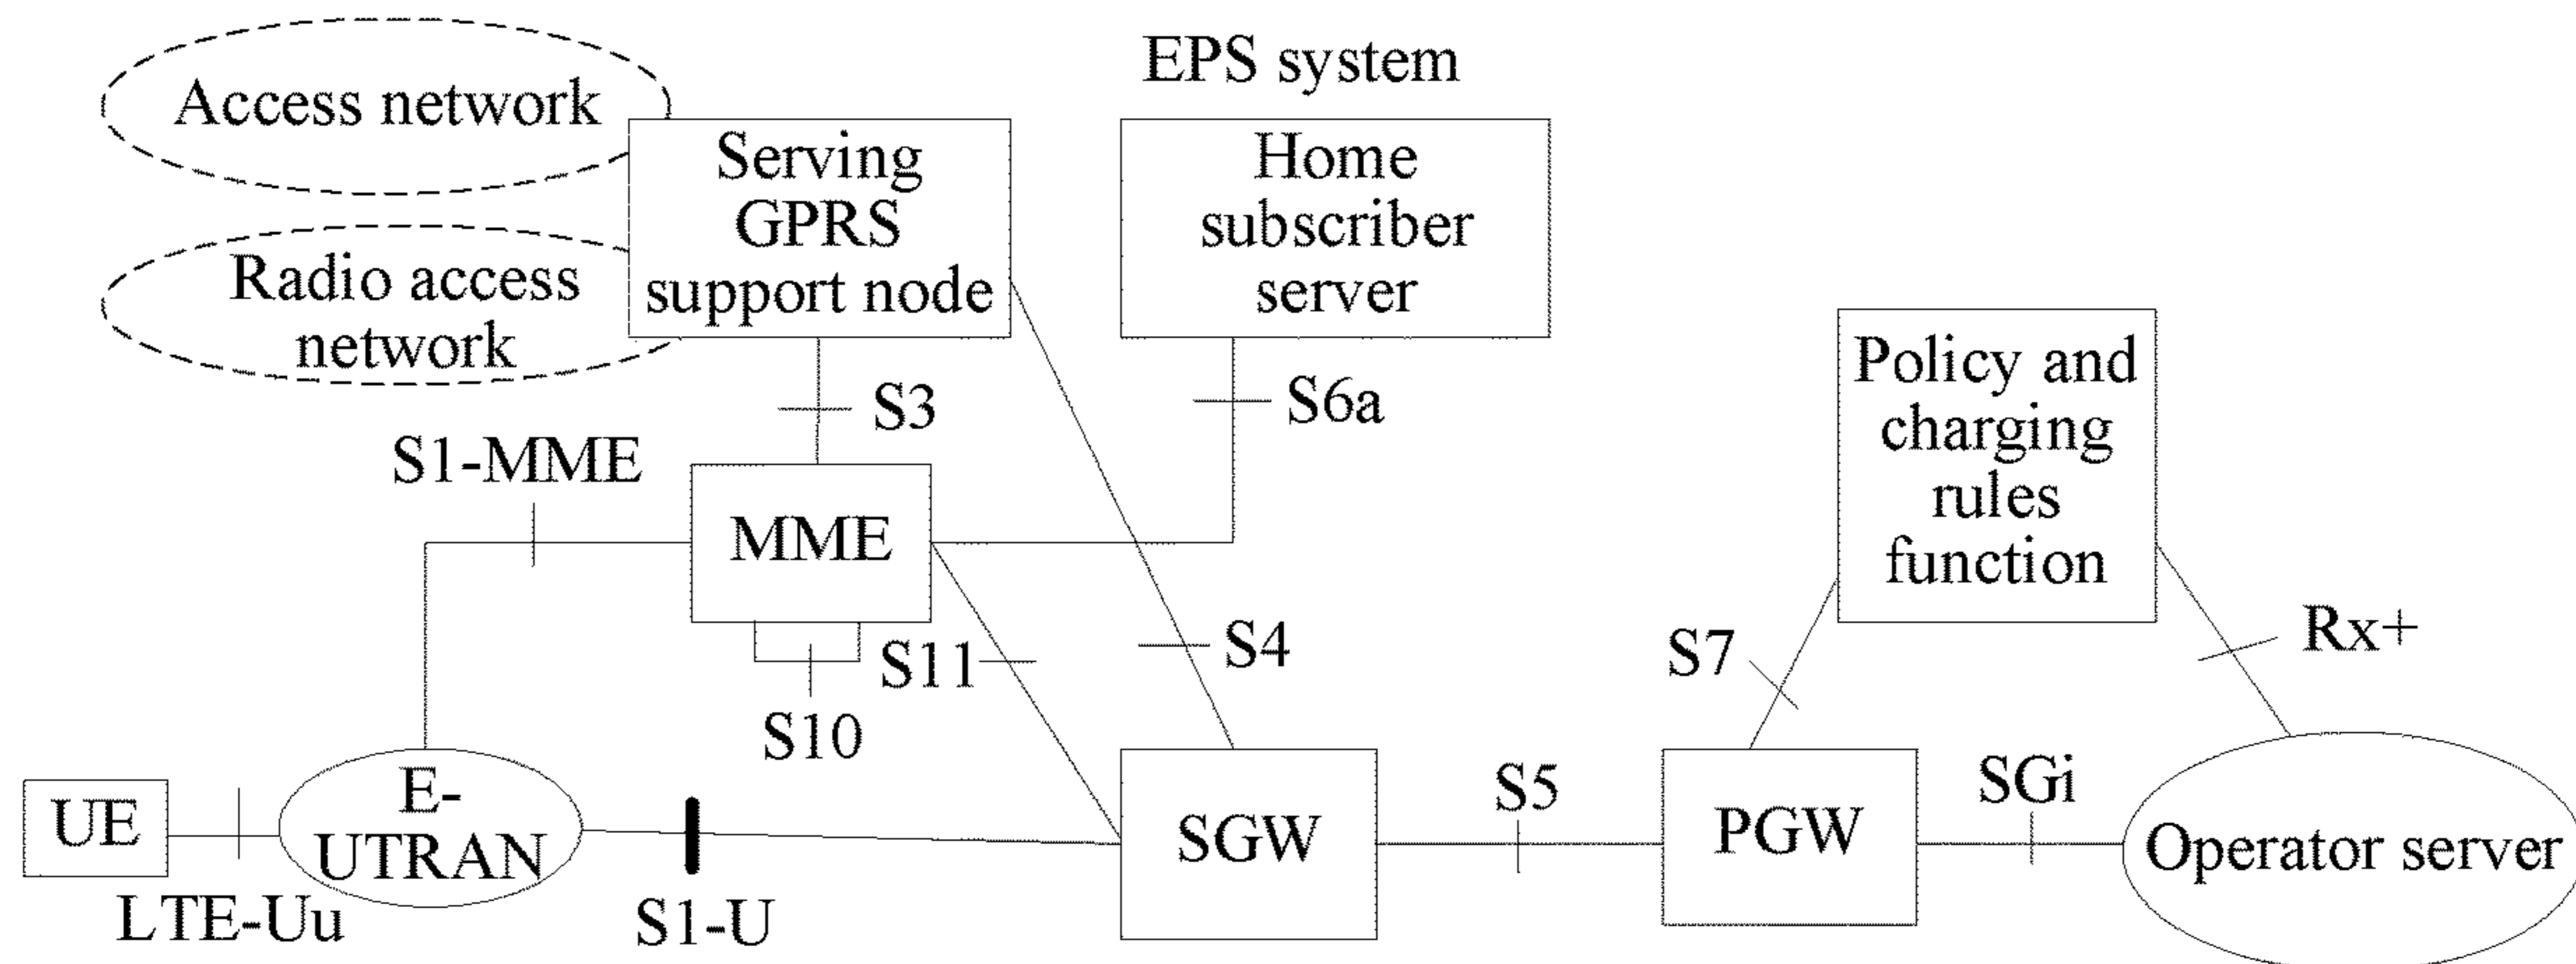 EPS system
Access network
Serving
GPRS
support node
Home
subscriber
server
Radio access
network
Policy and
charging
rules
function
S3
S6a
S1-MME
MME
S11
S4
S7
Rx+
S10
UE
E-
UTRAN
LTE-Uu
S1-U
SGW
S5
PGW
SGi
Operator server